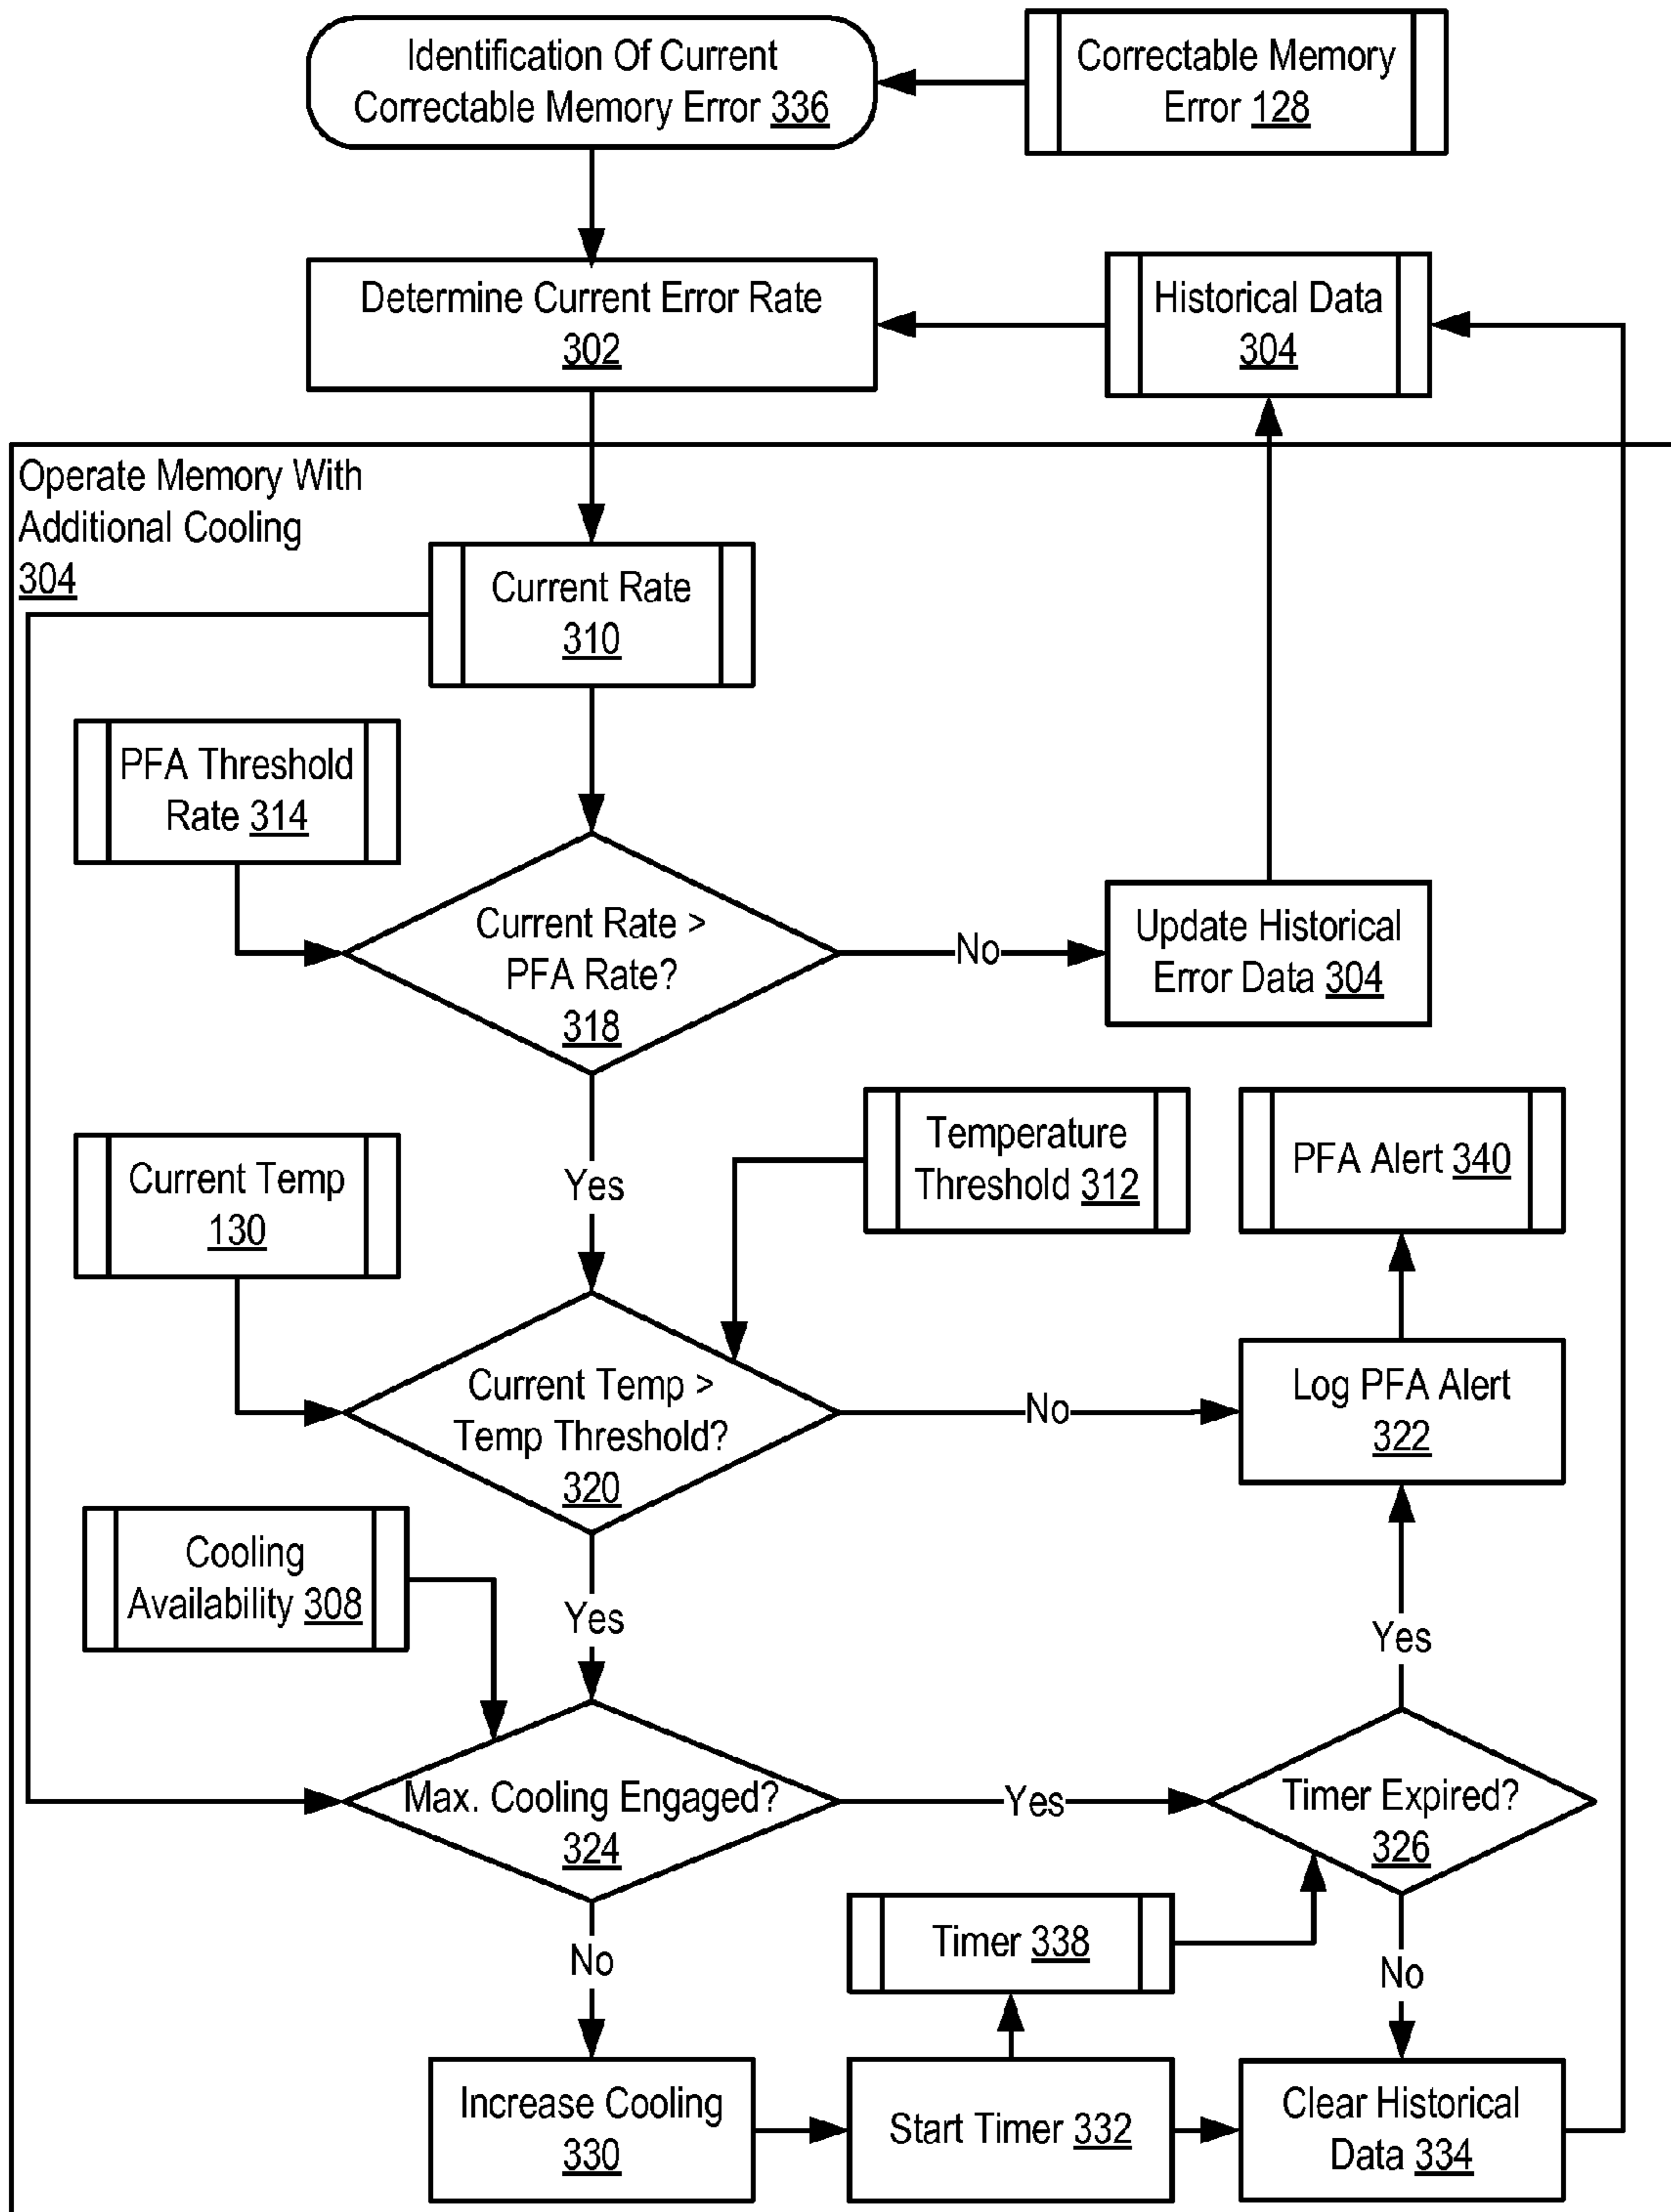 Identification Of Current
Correctable Memory Error 336
Correctable Memory
Error 128
Determine Current Error Rate
302
Historical Data
304
Operate Memory With
Additional Cooling
304
Current Rate
310
PFA Threshold
Rate 314
Current Rate >
PFA Rate?
318
No
Update Historical
Error Data 304
Yes
Temperature
Threshold 312
PFA Alert 340
Current Temp
130
Current Temp >
Temp Threshold?
320
No
Log PFA Alert
322
Cooling
Availability 308
Yes
Yes
Max. Cooling Engaged?
324
Yes
Timer Expired?
326
No
Timer 338
No
Increase Cooling
330
Start Timer 332
Clear Historical
Data 334